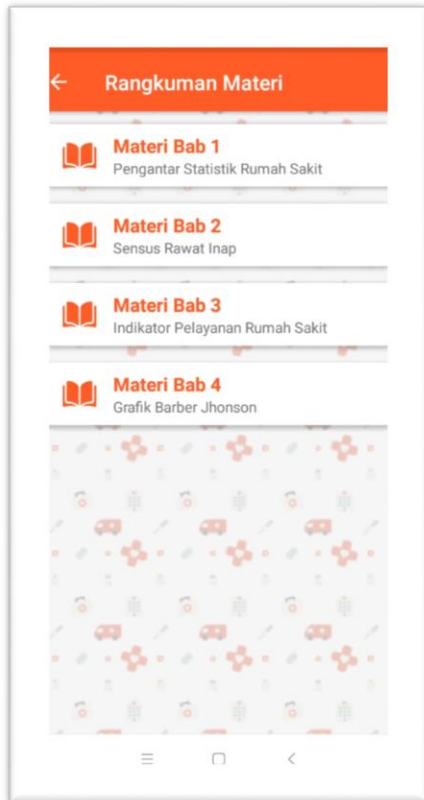 Rangkuman Materi
Materi Bab 1
Pengantar Statistik Rumah Sakit
Materi Bab 2
Sensus Rawat Inap
Materi Bab 3
Indikator Pelayanan Rumah Sakit
Materi Bab 4
Grafik Barber Jhonson